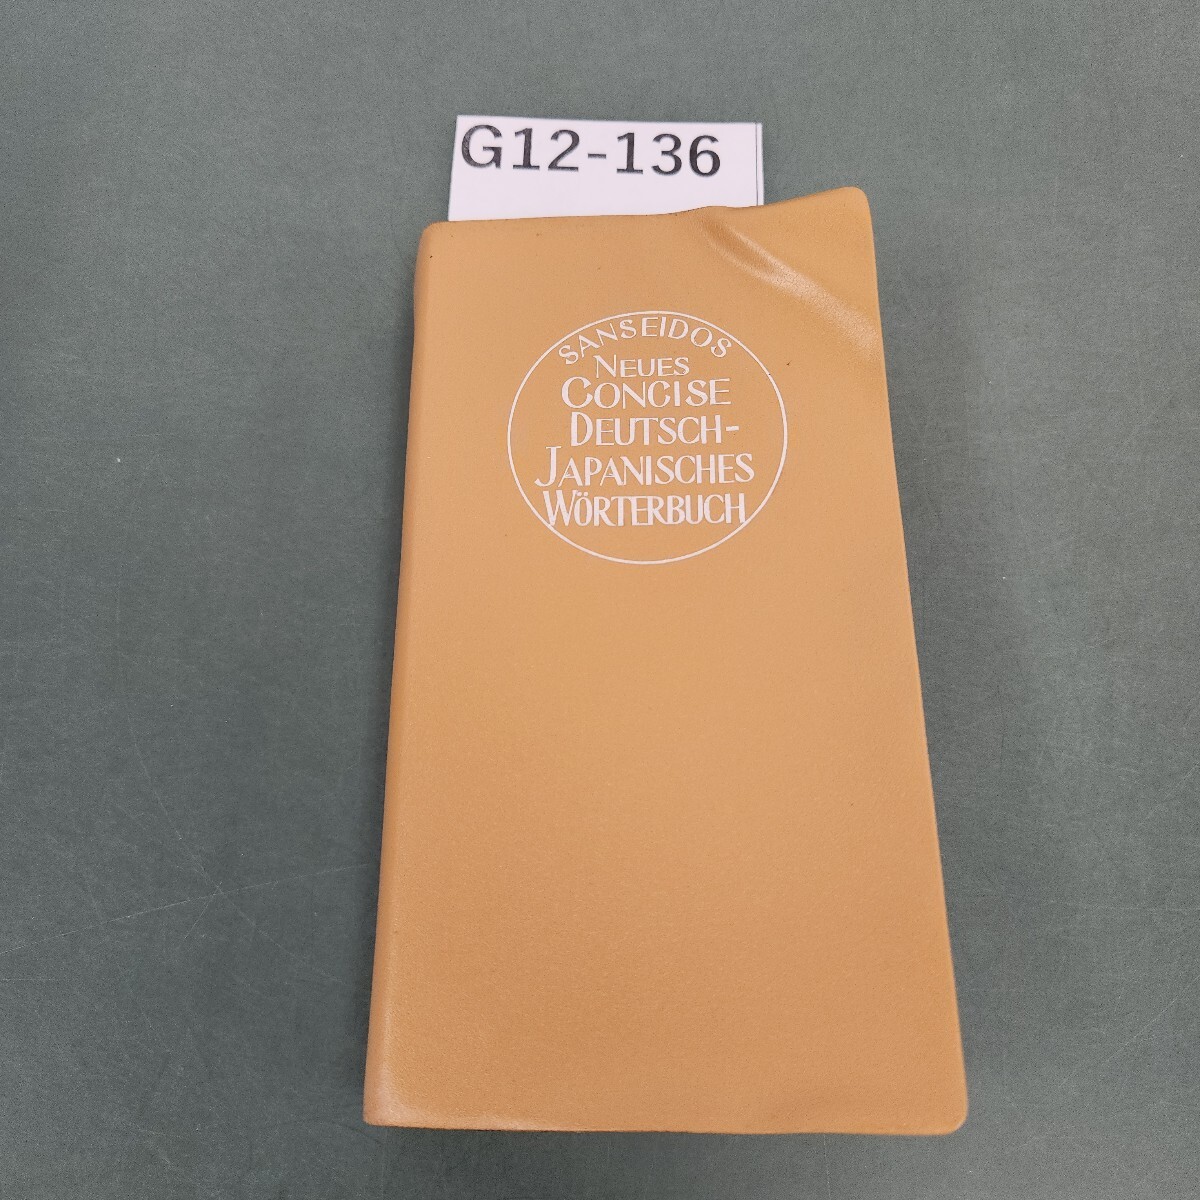 G12-136
SANSEIDOS
NEUES
CONCISE
DEUTSCH-
JAPANISCHES
WÖRTERBUCH